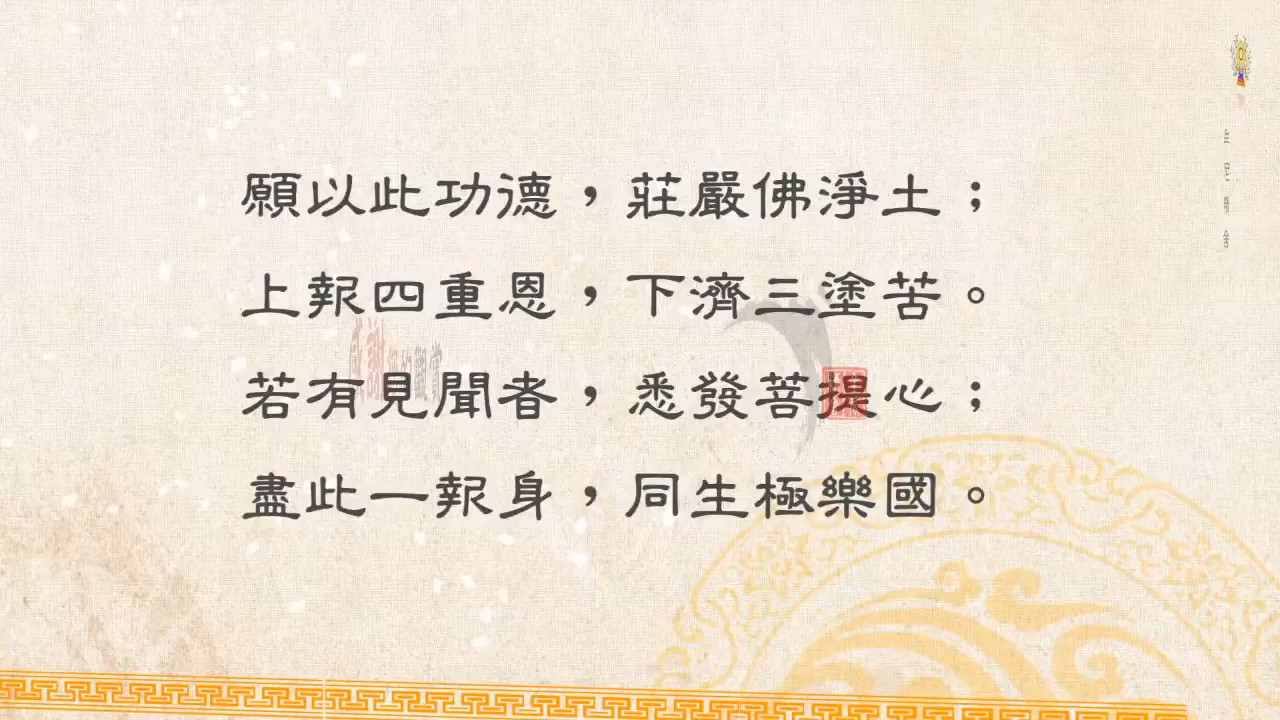 願以此功德，莊嚴佛淨土；
上報四重恩，下濟三塗苦。
若有見聞者，悉發菩提心；
盡此一報身，同生極樂國。